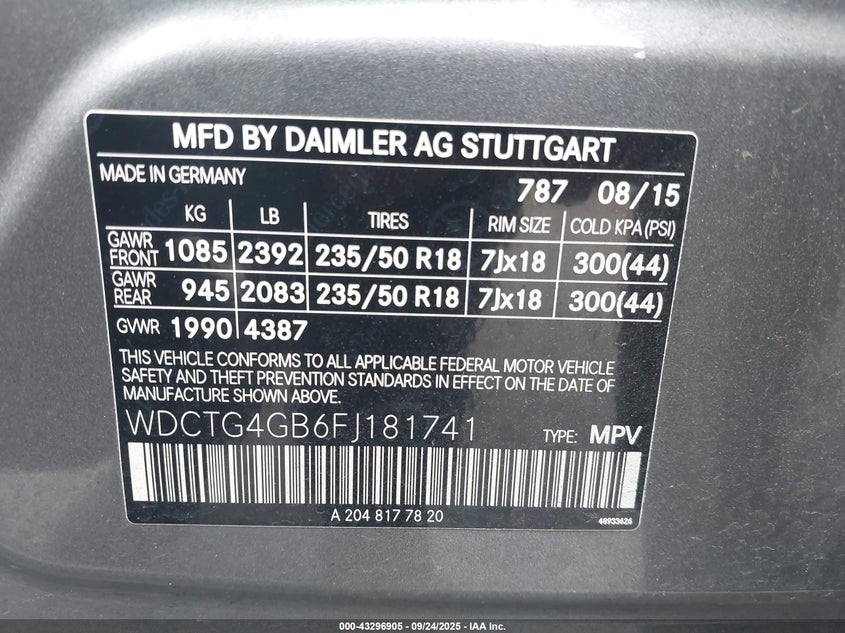 MFD BY DAIMLER AG STUTTGART
MADE IN GERMANY 787 08/15
KG LB TIRES RIM SIZE COLD KPA (PSI)
GAWR FRONT 1085 2392 235/50 R18 7Jx18 300(44)
GAWR REAR 945 2083 235/50 R18 7Jx18 300(44)
GVWR 1990 4387
THIS VEHICLE CONFORMS TO ALL APPLICABLE FEDERAL MOTOR VEHICLE
SAFETY AND THEFT PREVENTION STANDARDS IN EFFECT ON THE DATE OF
MANUFACTURE SHOWN ABOVE.
WDCTG4GB6FJ181741 TYPE: MPV
A 204 817 78 20 48933626
000-43296905 - 09/24/2025 - IAA Inc.